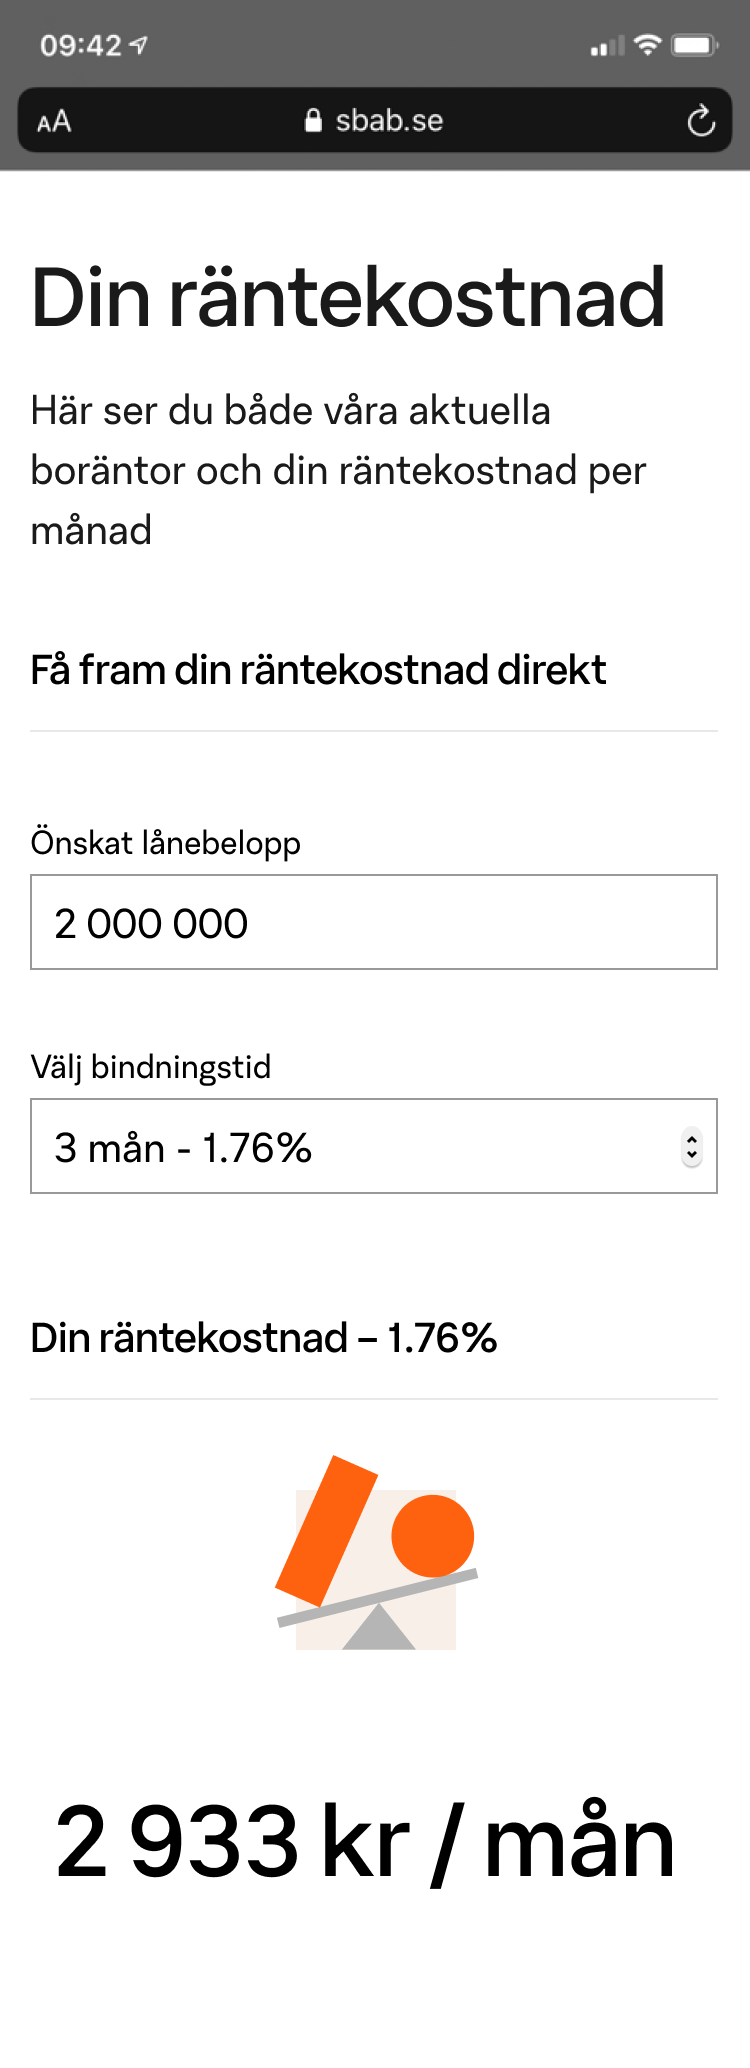 09:42
AA sbab.se
Din räntekostnad
Här ser du både våra aktuella
boräntor och din räntekostnad per
månad
Få fram din räntekostnad direkt
Önskat lånebelopp
2 000 000
Välj bindningstid
3 mån - 1.76%
Din räntekostnad – 1.76%
2 933 kr / mån